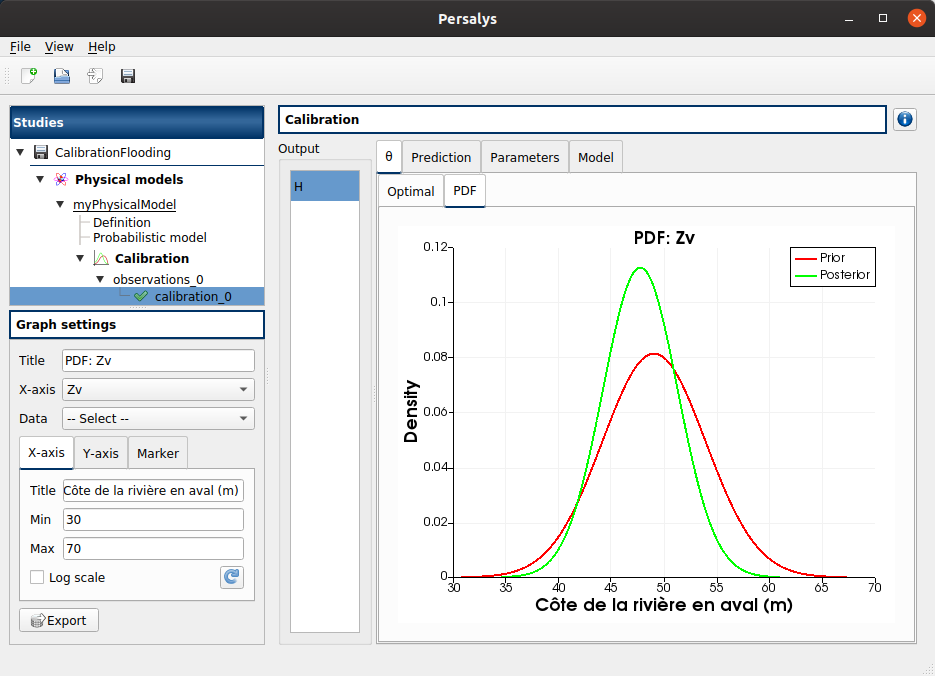 Persalys
File View Help
Studies
CalibrationFlooding
Physical models
myPhysicalModel
Definition
Probabilistic model
Calibration
observations_0
calibration_0
Graph settings
Title PDF: Zv
X-axis Zv
Data -- Select --
X-axis Y-axis Marker
Title Côte de la rivière en aval (m)
Min 30
Max 70
Log scale
Export
Calibration
Output
H
θ Prediction Parameters Model
Optimal PDF
PDF: Zv
Prior
Posterior
Density
0.12
0.1
0.08
0.06
0.04
0.02
0
30 35 40 45 50 55 60 65 70
Côte de la rivière en aval (m)